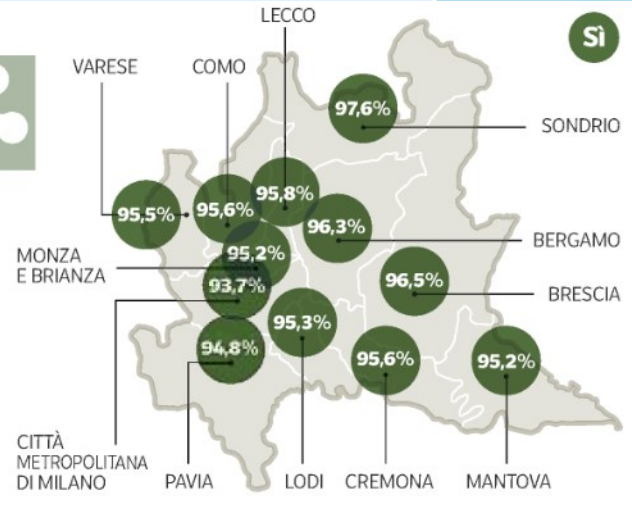 LECCO
Sì
VARESE
COMO
97,6%
SONDRIO
95,8%
95,5%
95,6%
96,3%
BERGAMO
MONZA
E BRIANZA
95,2%
93,7%
96,5%
BRESCIA
95,3%
94,8%
95,6%
95,2%
CITTÀ
METROPOLITANA
DI MILANO
PAVIA
LODI
CREMONA
MANTOVA